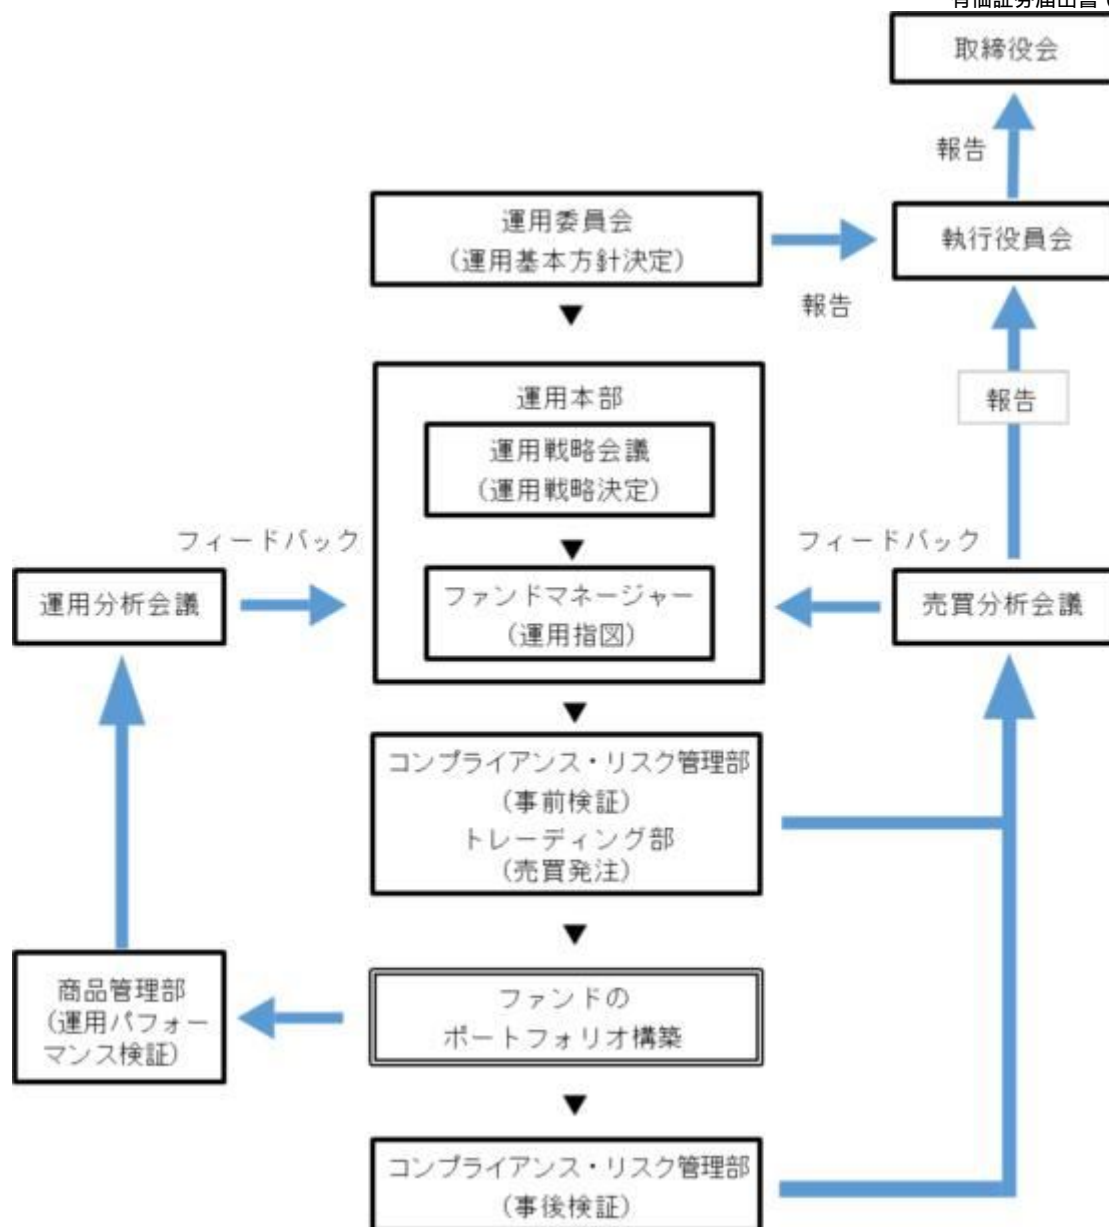 有価証券届出書
取締役会
報告
運用委員会
(運用基本方針決定)
執行役員会
報告
運用本部
報告
運用戦略会議
(運用戦略決定)
フィードバック
フィードバック
運用分析会議
ファンドマネージャー
(運用指図)
売買分析会議
コンプライアンス・リスク管理部
(事前検証)
トレーディング部
(売買発注)
商品管理部
(運用パフォー
マンス検証)
ファンドの
ポートフォリオ構築
コンプライアンス・リスク管理部
(事後検証)